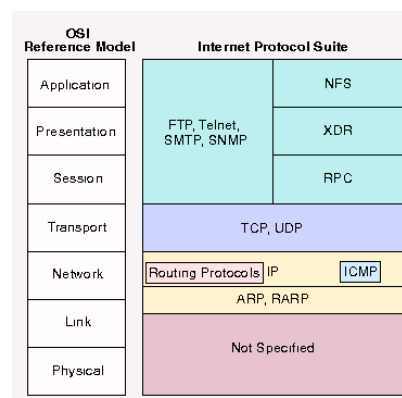 OSI
Reference Model
Internet Protocol Suite
Application
Presentation
Session
Transport
Network
Link
Physical
FTP, Telnet,
SMTP, SNMP
NFS
XDR
RPC
TCP, UDP
Routing Protocols IP ICMP
ARP, RARP
Not Specified